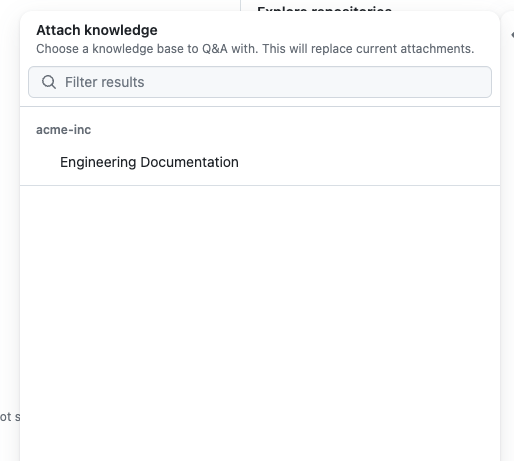 Explore repositories
Attach knowledge
Choose a knowledge base to Q&A with. This will replace current attachments.
Filter results
acme-inc
Engineering Documentation
ot s